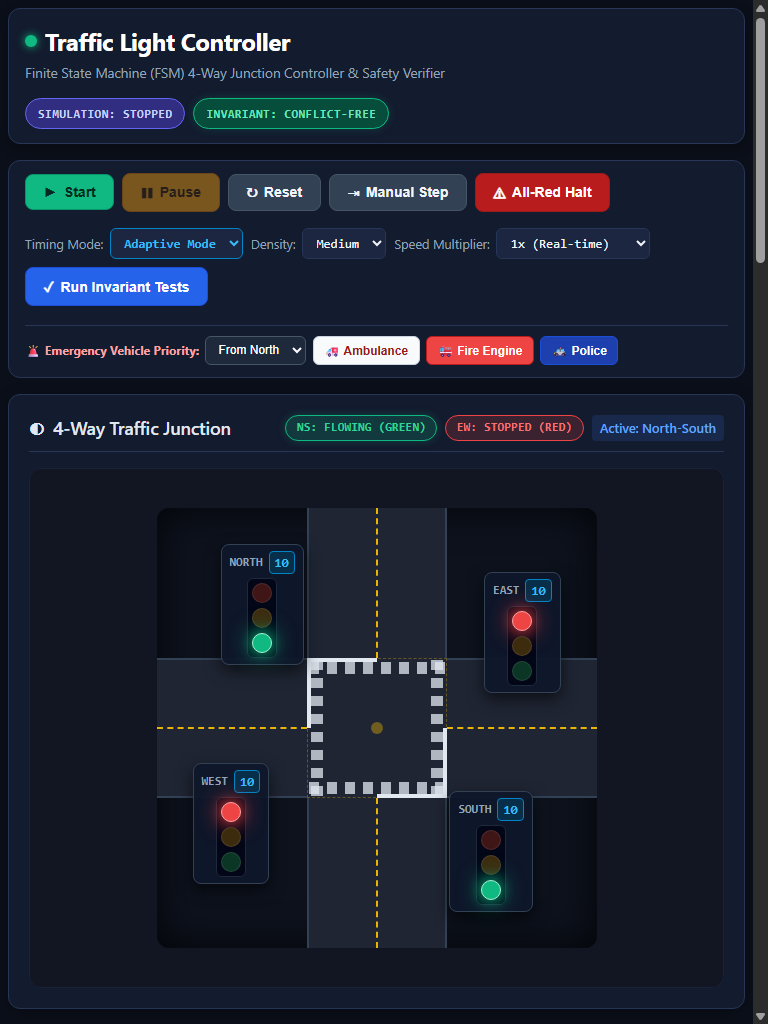 Traffic Light Controller
Finite State Machine (FSM) 4-Way Junction Controller & Safety Verifier
SIMULATION: STOPPED INVARIANT: CONFLICT-FREE
Start Pause Reset Manual Step All-Red Halt
Timing Mode: Adaptive Mode Density: Medium Speed Multiplier: 1x (Real-time)
Run Invariant Tests
Emergency Vehicle Priority: From North Ambulance Fire Engine Police
4-Way Traffic Junction NS: FLOWING (GREEN) EW: STOPPED (RED) Active: North-South
NORTH 10
EAST 10
WEST 10
SOUTH 10